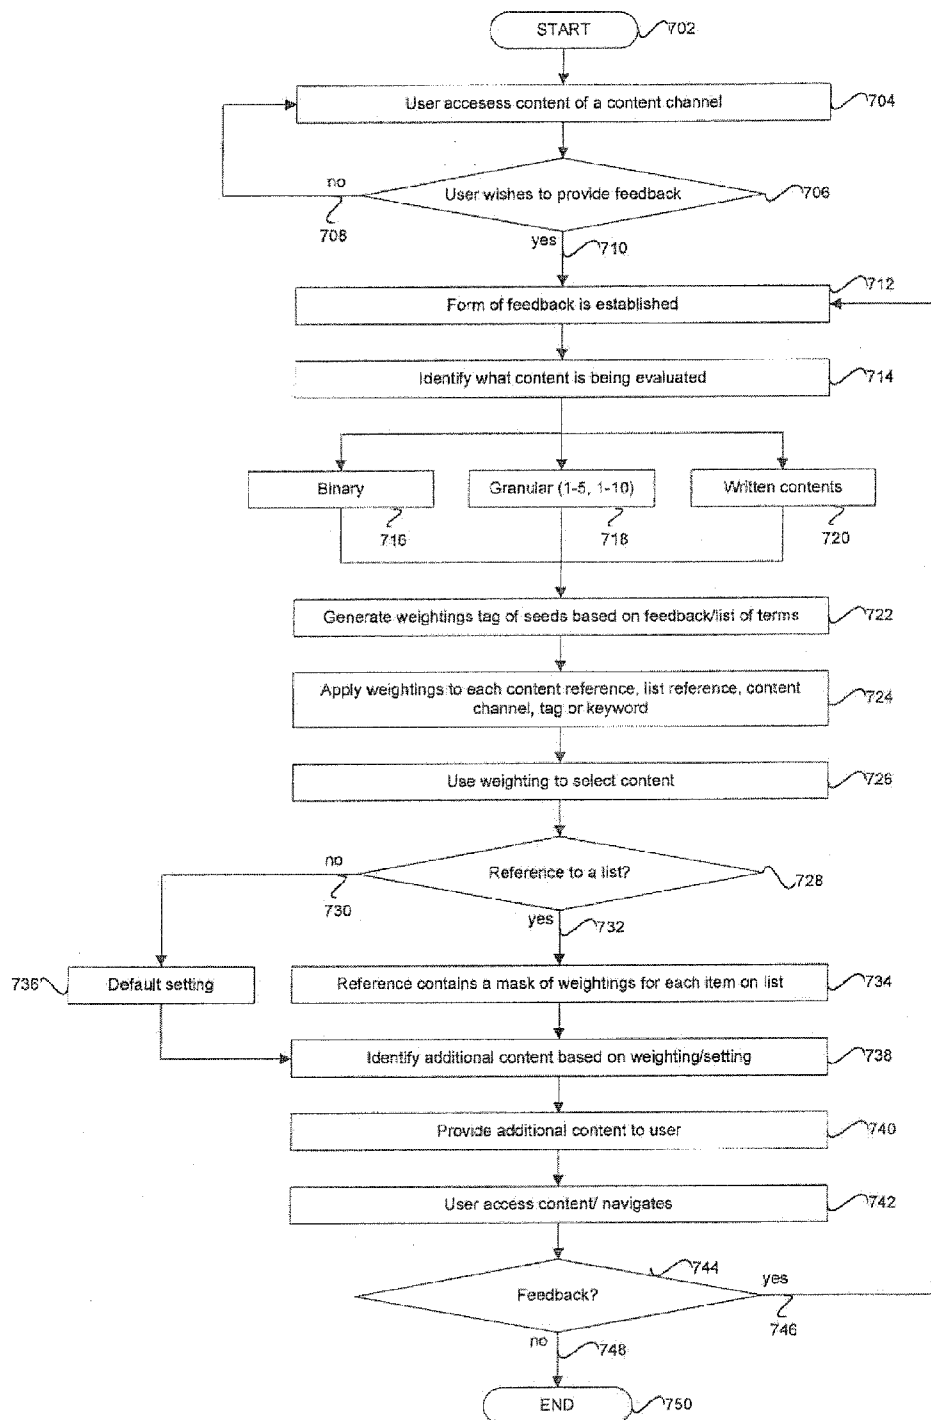 START
702
User accesess content of a content channel
704
no
User wishes to provide feedback
706
708
yes
710
712
Form of feedback is established
Identify what content is being evaluated
714
Binary
Granular (1-5, 1-10)
Written contents
716
718
720
Generate weightings tag of seeds based on feedback/list of terms
722
Apply weightings to each content reference, list reference, content
channel, tag or keyword
724
Use weighting to select content
726
no
Reference to a list?
728
730
yes
732
736
Default setting
Reference contains a mask of weightings for each item on list
734
Identify additional content based on weighting/setting
738
Provide additional content to user
740
User access content/ navigates
742
744
Feedback?
yes
746
no
748
END
750